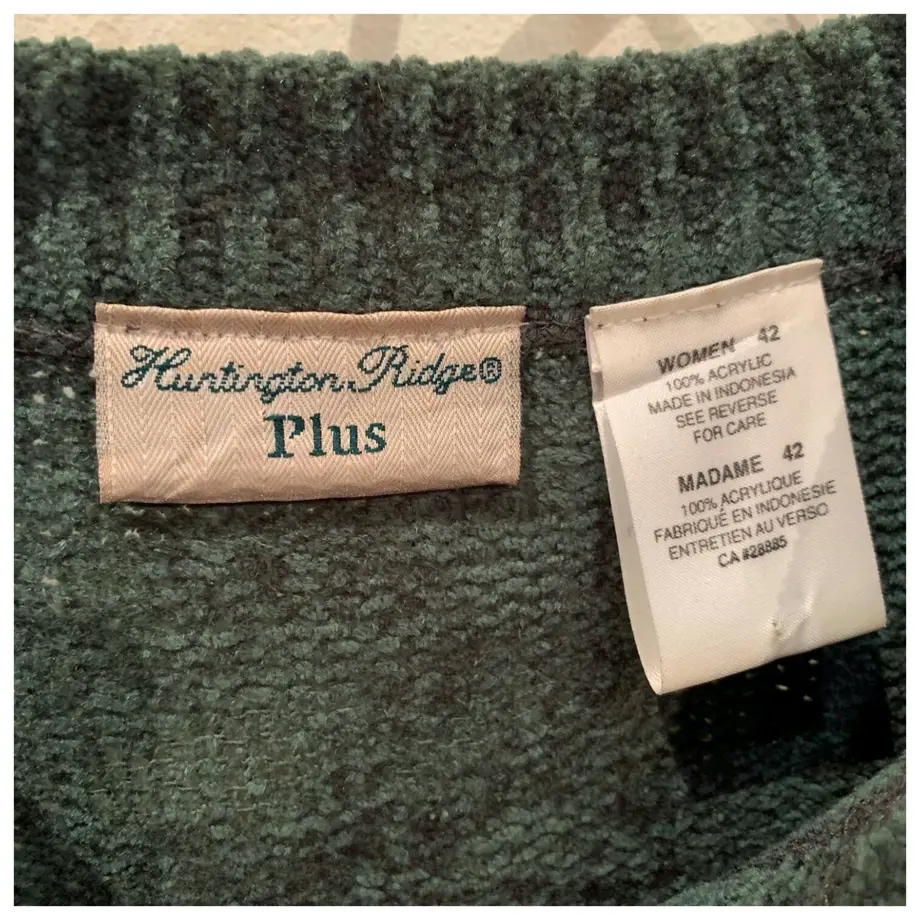 Huntington Ridge®
Plus
WOMEN 42
100% ACRYLIC
MADE IN INDONESIA
SEE REVERSE
FOR CARE
MADAME 42
100% ACRYLIQUE
FABRIQUÉ EN INDONESIE
ENTRETIEN AU VERSO
CA #28885